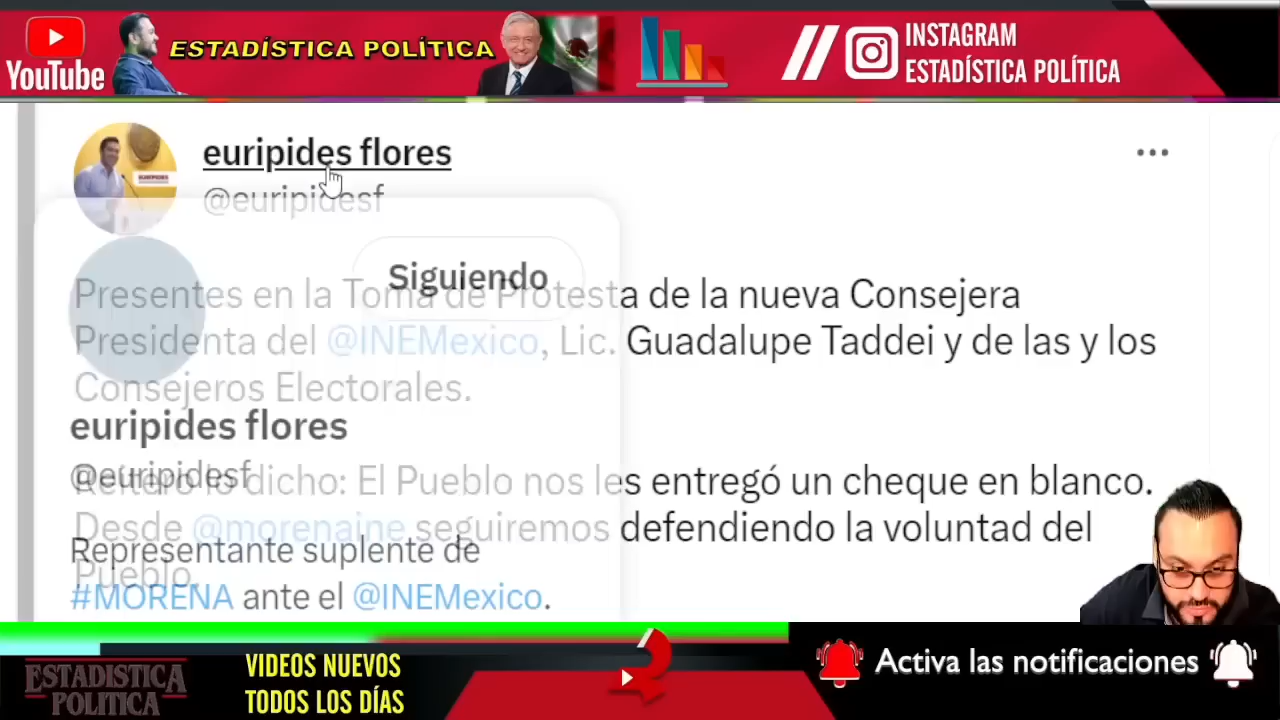 YouTube
ESTADÍSTICA POLÍTICA
INSTAGRAM
ESTADÍSTICA POLÍTICA
euripides flores
@euripidesf
Siguiendo
Presentes en la Toma de Protesta de la nueva Consejera
Presidenta del @INEMexico, Lic. Guadalupe Taddei y de las y los
Consejeros Electorales.
euripides flores
@euripidesf
Reitero lo dicho: El Pueblo nos les entregó un cheque en blanco.
Desde @morenaine seguiremos defendiendo la voluntad del
Pueblo.
Representante suplente de
#MORENA ante el @INEMexico.
ESTADISTICA
POLÍTICA
VIDEOS NUEVOS
TODOS LOS DÍAS
Activa las notificaciones